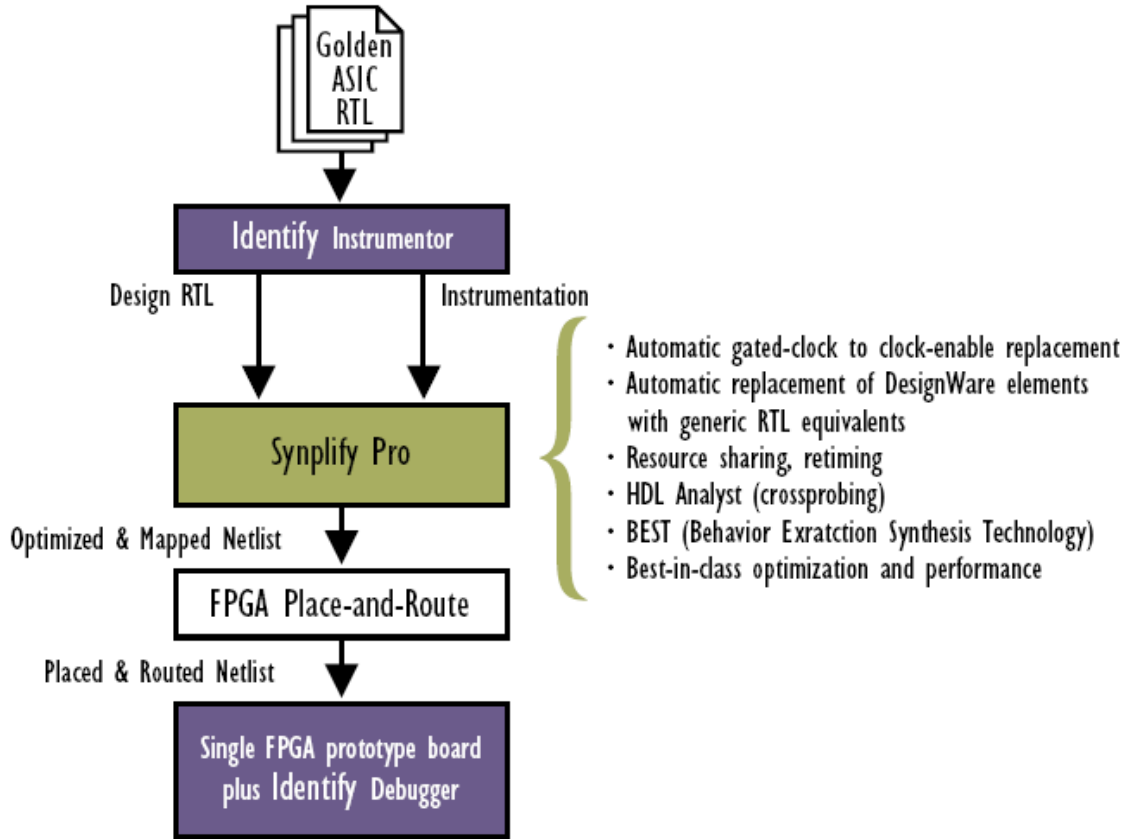 Golden
ASIC
RTL
Identify Instrumentor
Design RTL
Instrumentation
• Automatic gated-clock to clock-enable replacement
• Automatic replacement of DesignWare elements
with generic RTL equivalents
• Resource sharing, retiming
• HDL Analyst (crossprobing)
• BEST (Behavior Exratction Synthesis Technology)
• Best-in-class optimization and performance
Synplify Pro
Optimized & Mapped Netlist
FPGA Place-and-Route
Placed & Routed Netlist
Single FPGA prototype board
plus Identify Debugger